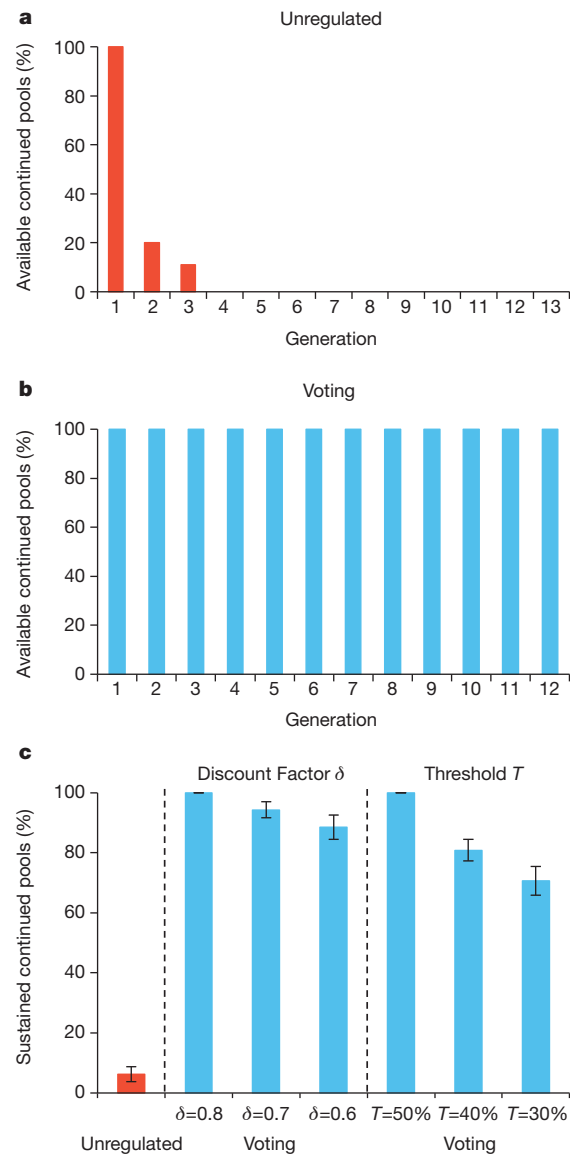 a
Unregulated
Available continued pools (%)
100
80
60
40
20
0
1 2 3 4 5 6 7 8 9 10 11 12 13
Generation
b
Voting
Available continued pools (%)
100
80
60
40
20
0
1 2 3 4 5 6 7 8 9 10 11 12
Generation
c
Discount Factor δ Threshold T
Sustained continued pools (%)
100
80
60
40
20
0
δ=0.8 δ=0.7 δ=0.6 T=50% T=40% T=30%
Unregulated Voting Voting